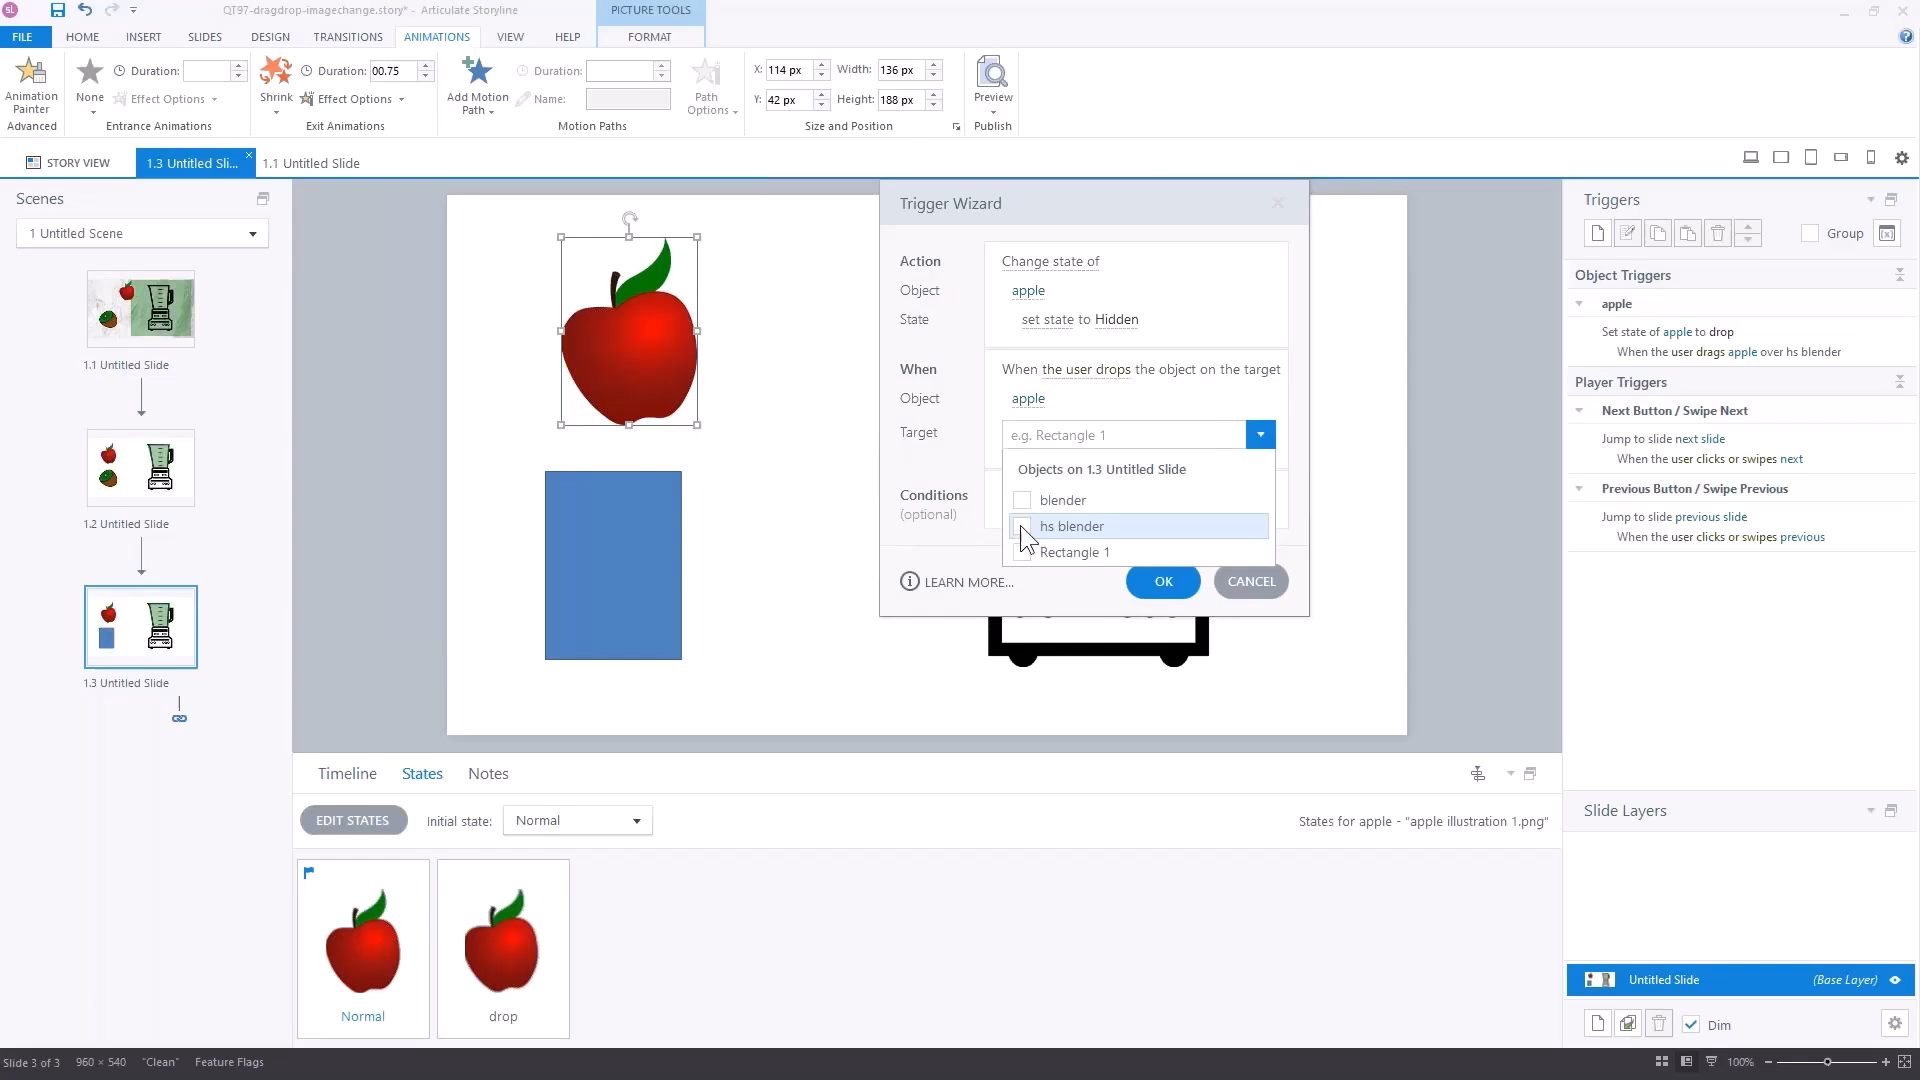 sl
QT97-dragdrop-imagechange.story* - Articulate Storyline
PICTURE TOOLS
FILE HOME INSERT SLIDES DESIGN TRANSITIONS ANIMATIONS VIEW HELP FORMAT
Animation Painter
None
Duration:
Effect Options
Shrink
Duration: 00.75
Effect Options
Add Motion Path
Duration:
Name:
Path Options
X: 114 px Width: 136 px
Y: 42 px Height: 188 px
Preview
Advanced Entrance Animations Exit Animations Motion Paths Size and Position Publish
STORY VIEW 1.3 Untitled Sli... 1.1 Untitled Slide
Scenes
1 Untitled Scene
1.1 Untitled Slide
1.2 Untitled Slide
1.3 Untitled Slide
Trigger Wizard
Action Change state of
Object apple
State set state to Hidden
When When the user drops the object on the target
Object apple
Target e.g. Rectangle 1
Objects on 1.3 Untitled Slide
blender
hs blender
Rectangle 1
Conditions
(optional)
LEARN MORE... OK CANCEL
Triggers
Group
Object Triggers
apple
Set state of apple to drop
When the user drags apple over hs blender
Player Triggers
Next Button / Swipe Next
Jump to slide next slide
When the user clicks or swipes next
Previous Button / Swipe Previous
Jump to slide previous slide
When the user clicks or swipes previous
Timeline States Notes
EDIT STATES Initial state: Normal
States for apple - "apple illustration 1.png"
Normal drop
Slide Layers
Untitled Slide (Base Layer)
Dim
Slide 3 of 3 960 × 540 "Clean" Feature Flags 100%